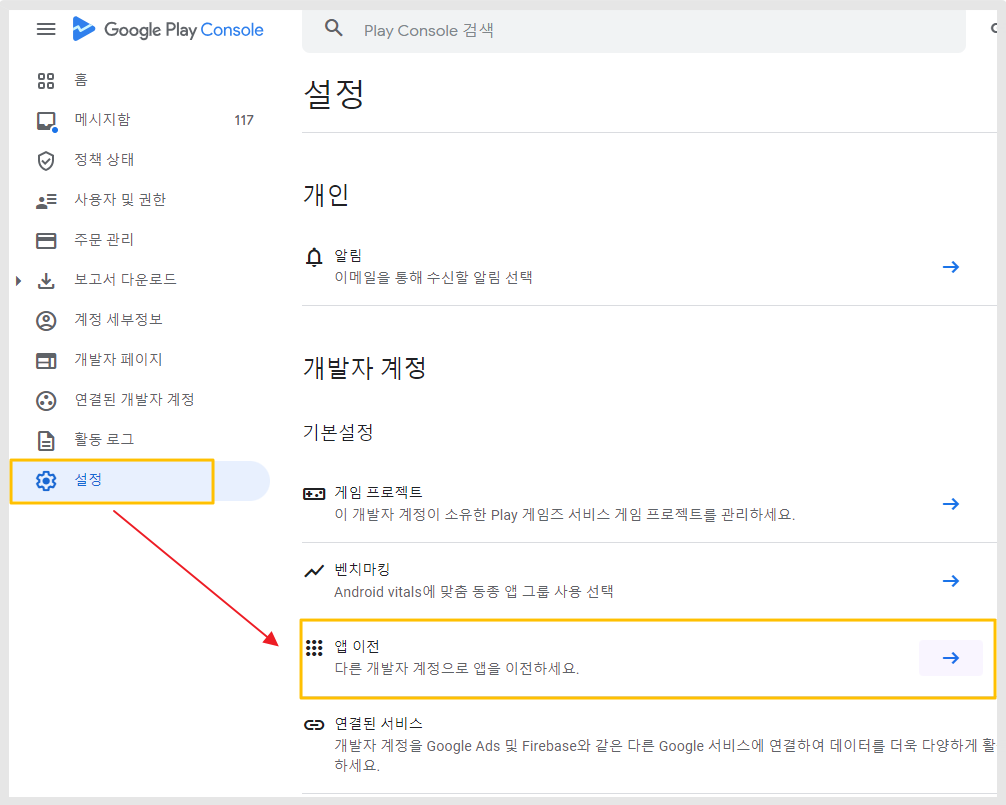 Google Play Console
Play Console 검색
홈
메시지함 117
정책 상태
사용자 및 권한
주문 관리
보고서 다운로드
계정 세부정보
개발자 페이지
연결된 개발자 계정
활동 로그
설정
설정
개인
알림
이메일을 통해 수신할 알림 선택
개발자 계정
기본설정
게임 프로젝트
이 개발자 계정이 소유한 Play 게임즈 서비스 게임 프로젝트를 관리하세요.
벤치마킹
Android vitals에 맞춤 동종 앱 그룹 사용 선택
앱 이전
다른 개발자 계정으로 앱을 이전하세요.
연결된 서비스
개발자 계정을 Google Ads 및 Firebase와 같은 다른 Google 서비스에 연결하여 데이터를 더욱 다양하게 활
하세요.